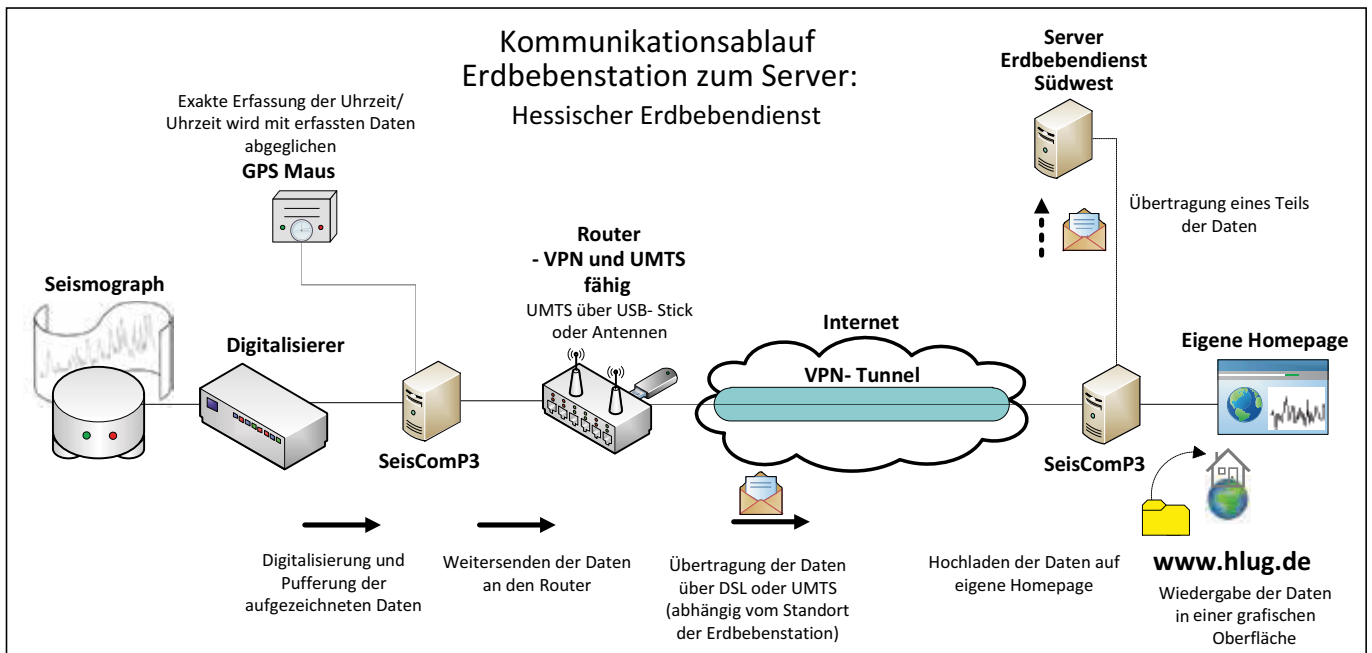 Kommunikationsablauf
Erdbebenstation zum Server:
Hessischer Erdbebendienst
Server
Erdbebendienst
Südwest
Exakte Erfassung der Uhrzeit/
Uhrzeit wird mit erfassten Daten
abgeglichen
GPS Maus
Übertragung eines Teils
der Daten
Router
- VPN und UMTS
fähig
UMTS über USB- Stick
oder Antennen
Seismograph
Digitalisierer
SeisComP3
Internet
VPN- Tunnel
SeisComP3
Eigene Homepage
Digitalisierung und
Pufferung der
aufgezeichneten Daten
Weitersenden der Daten
an den Router
Übertragung der Daten
über DSL oder UMTS
(abhängig vom Standort
der Erdbebenstation)
Hochladen der Daten auf
eigene Homepage
www.hlug.de
Wiedergabe der Daten
in einer grafischen
Oberfläche